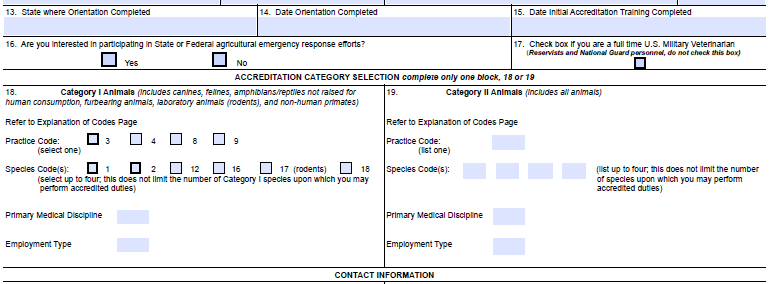 13. State where Orientation Completed
14. Date Orientation Completed
15. Date Initial Accreditation Training Completed
16. Are you interested in participating in State or Federal agricultural emergency response efforts?
Yes No
17. Check box if you are a full time U.S. Military Veterinarian
(Reservists and National Guard personnel, do not check this box)
ACCREDITATION CATEGORY SELECTION complete only one block, 18 or 19
18. Category I Animals (Includes canines, felines, amphibians/reptiles not raised for
human consumption, furbearing animals, laboratory animals (rodents), and non-human primates)
Refer to Explanation of Codes Page
Practice Code: 3 4 8 9
(select one)
Species Code(s): 1 2 12 16 17 (rodents) 18
(select up to four; this does not limit the number of Category I species upon which you may
perform accredited duties)
Primary Medical Discipline
Employment Type
19. Category II Animals (Includes all animals)
Refer to Explanation of Codes Page
Practice Code:
(list one)
Species Code(s): (list up to four; this does not limit the number
of species upon which you may perform
accredited duties)
Primary Medical Discipline
Employment Type
CONTACT INFORMATION